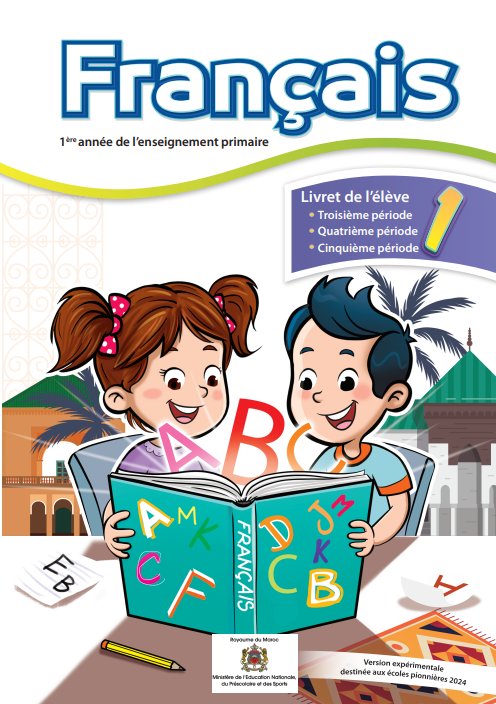 Français
1ère année de l'enseignement primaire
Livret de l'élève
1
• Troisième période
• Quatrième période
• Cinquième période
A B C
A M K
C F
FRANÇAIS
D J M
K
C B
E B
H
Royaume du Maroc
Ministère de l'Education Nationale,
du Préscolaire et des Sports
Version expérimentale
destinée aux écoles pionnières 2024